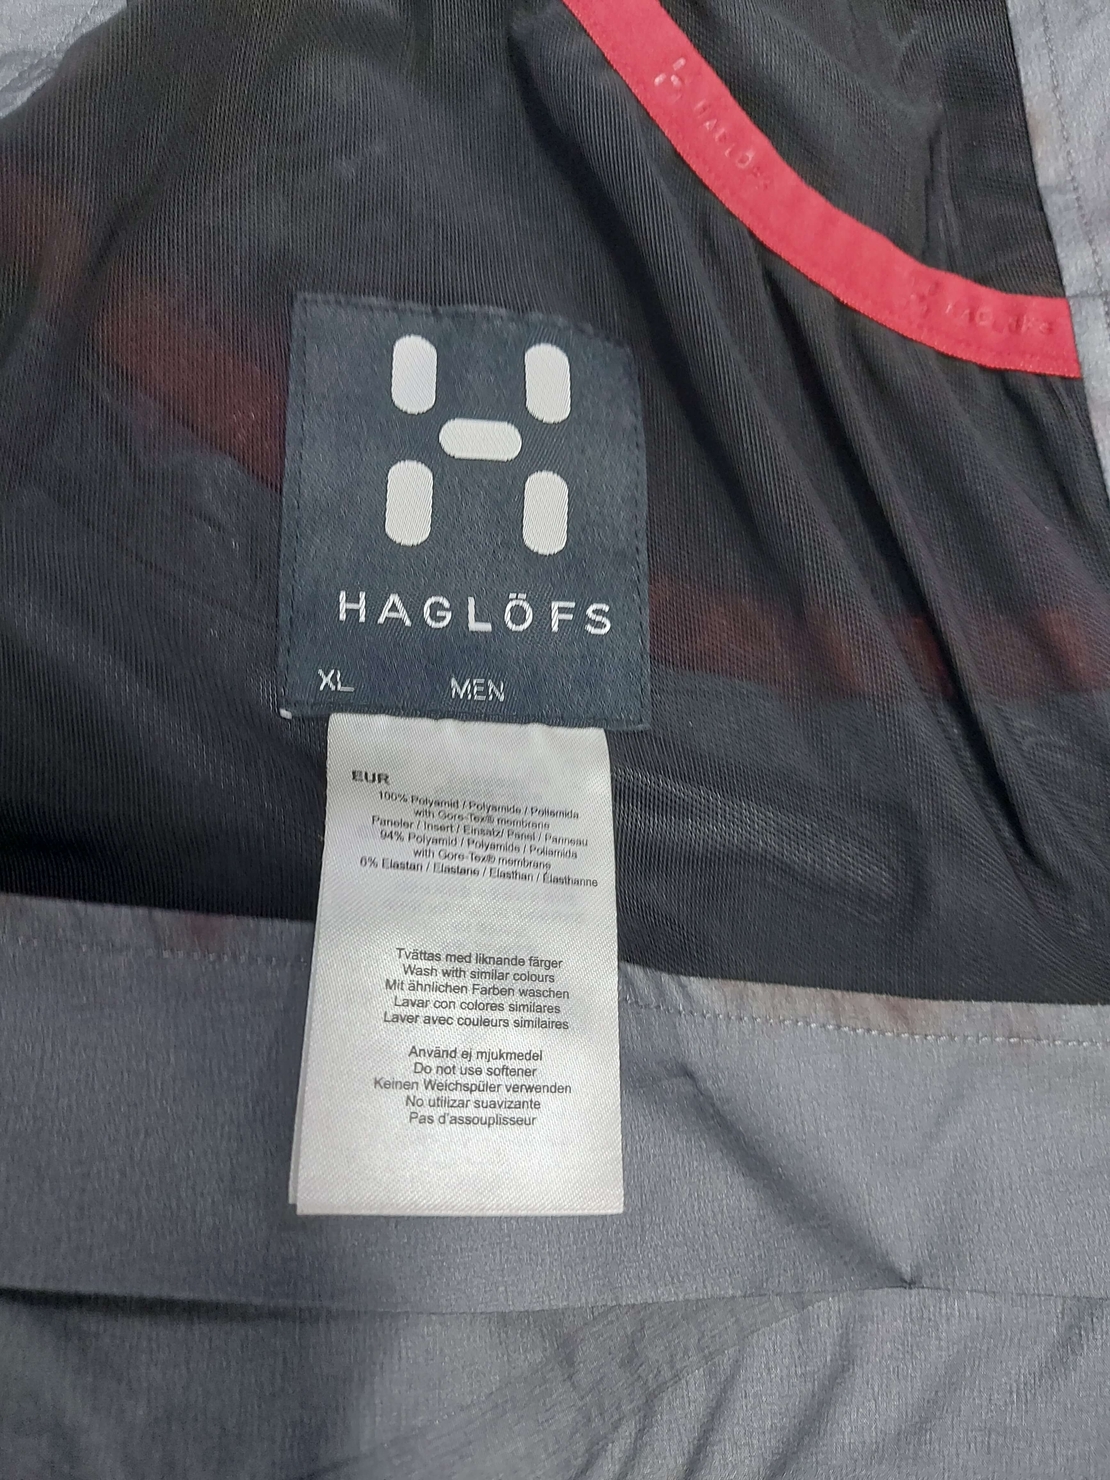 HAGLÖFS
HAGLÖFS
HAGLÖFS
XL MEN
EUR
100% Polyamid / Polyamide / Poliamida
with Gore-Tex® membrane
Paneler / Insert / Einsatz/ Panel / Panneau
94% Polyamid / Polyamide / Poliamida
with Gore-Tex® membrane
6% Elastan / Elastane / Elasthan / Élasthanne
Tvättas med liknande färger
Wash with similar colours
Mit ähnlichen Farben waschen
Lavar con colores similares
Laver avec couleurs similaires
Använd ej mjukmedel
Do not use softener
Keinen Weichspüler verwenden
No utilizar suavizante
Pas d'assouplisseur